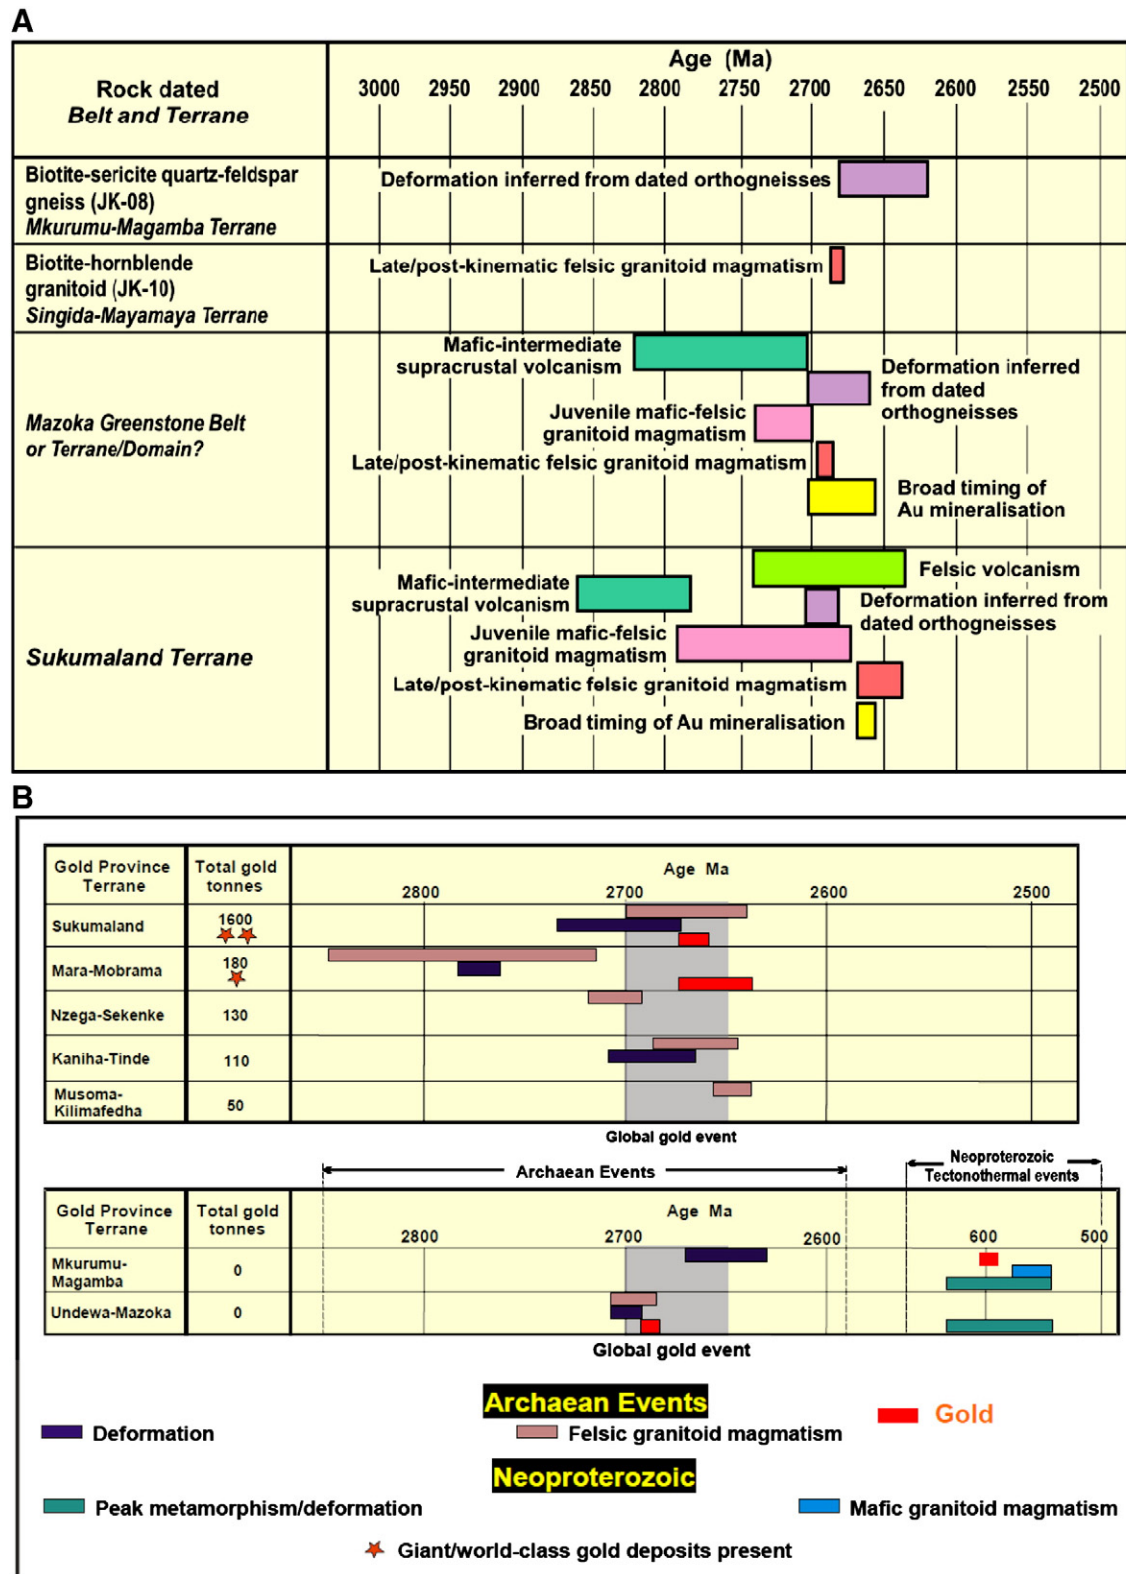 A
Rock dated
Belt and Terrane
Age (Ma)
3000 2950 2900 2850 2800 2750 2700 2650 2600 2550 2500
Biotite-sericite quartz-feldspar
gneiss (JK-08)
Mkurumu-Magamba Terrane
Deformation inferred from dated orthogneisses
Biotite-hornblende
granitoid (JK-10)
Singida-Mayamaya Terrane
Late/post-kinematic felsic granitoid magmatism
Mazoka Greenstone Belt
or Terrane/Domain?
Mafic-intermediate
supracrustal volcanism
Deformation inferred
from dated
orthogneisses
Juvenile mafic-felsic
granitoid magmatism
Late/post-kinematic felsic granitoid magmatism
Broad timing of
Au mineralisation
Sukumaland Terrane
Felsic volcanism
Mafic-intermediate
supracrustal volcanism
Deformation inferred from
dated orthogneisses
Juvenile mafic-felsic
granitoid magmatism
Late/post-kinematic felsic granitoid magmatism
Broad timing of Au mineralisation
B
Gold Province
Terrane
Total gold
tonnes
Age Ma
2800 2700 2600 2500
Sukumaland
1600
Mara-Mobrama
180
Nzega-Sekenke
130
Kaniha-Tinde
110
Musoma-
Kilimafedha
50
Global gold event
Archaean Events
Neoproterozoic
Tectonothermal events
Gold Province
Terrane
Total gold
tonnes
Age Ma
2800 2700 2600 600 500
Mkurumu-
Magamba
0
Undewa-Mazoka
0
Global gold event
Archaean Events
Deformation
Felsic granitoid magmatism
Gold
Neoproterozoic
Peak metamorphism/deformation
Mafic granitoid magmatism
Giant/world-class gold deposits present